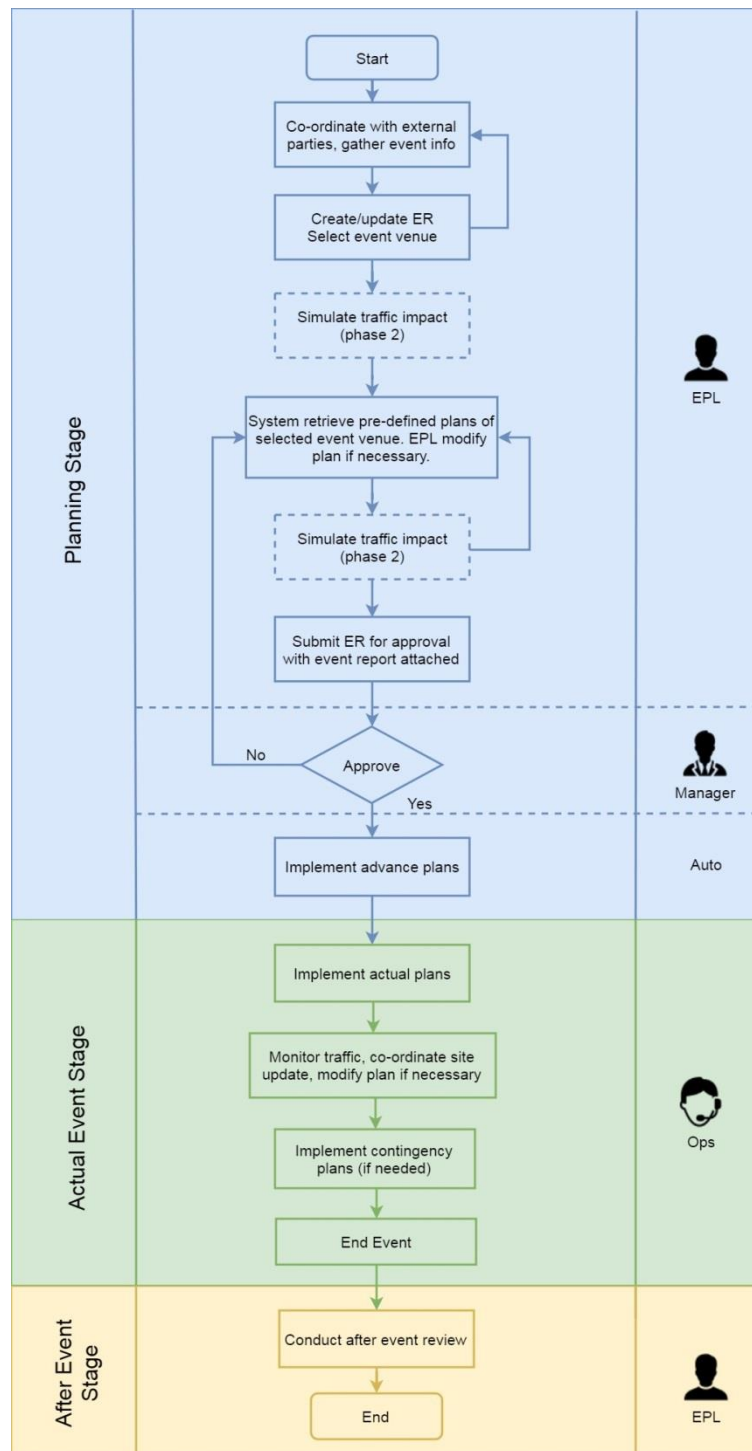 Start
Co-ordinate with external
parties, gather event info
Create/update ER
Select event venue
Simulate traffic impact
(phase 2)
EPL
System retrieve pre-defined plans of
selected event venue. EPL modify
plan if necessary.
Planning Stage
Simulate traffic impact
(phase 2)
Submit ER for approval
with event report attached
No
Approve
Yes
Manager
Implement advance plans
Auto
Implement actual plans
Monitor traffic, co-ordinate site
update, modify plan if necessary
Actual Event Stage
Ops
Implement contingency
plans (if needed)
End Event
Conduct after event review
After Event
Stage
End
EPL